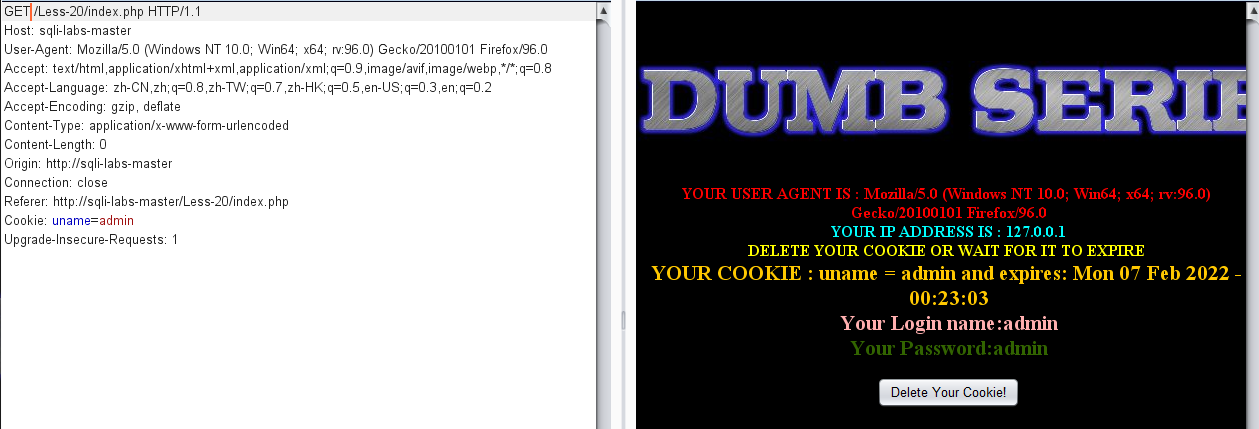 GET /Less-20/index.php HTTP/1.1
Host: sqli-labs-master
User-Agent: Mozilla/5.0 (Windows NT 10.0; Win64; x64; rv:96.0) Gecko/20100101 Firefox/96.0
Accept: text/html,application/xhtml+xml,application/xml;q=0.9,image/avif,image/webp,*/*;q=0.8
Accept-Language: zh-CN,zh;q=0.8,zh-TW;q=0.7,zh-HK;q=0.5,en-US;q=0.3,en;q=0.2
Accept-Encoding: gzip, deflate
Content-Type: application/x-www-form-urlencoded
Content-Length: 0
Origin: http://sqli-labs-master
Connection: close
Referer: http://sqli-labs-master/Less-20/index.php
Cookie: uname=admin
Upgrade-Insecure-Requests: 1
DUMB SERIE
YOUR USER AGENT IS : Mozilla/5.0 (Windows NT 10.0; Win64; x64; rv:96.0)
Gecko/20100101 Firefox/96.0
YOUR IP ADDRESS IS : 127.0.0.1
DELETE YOUR COOKIE OR WAIT FOR IT TO EXPIRE
YOUR COOKIE : uname = admin and expires: Mon 07 Feb 2022 -
00:23:03
Your Login name:admin
Your Password:admin
Delete Your Cookie!